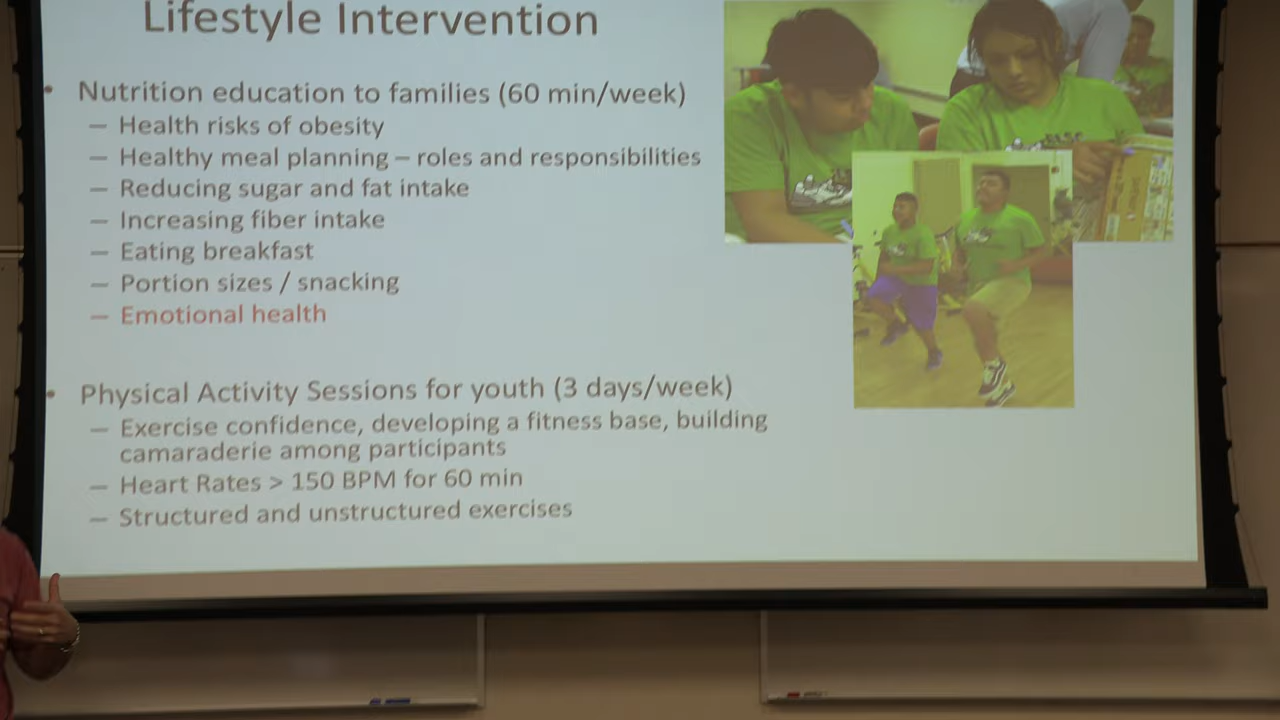 Lifestyle Intervention
• Nutrition education to families (60 min/week)
– Health risks of obesity
– Healthy meal planning – roles and responsibilities
– Reducing sugar and fat intake
– Increasing fiber intake
– Eating breakfast
– Portion sizes / snacking
– Emotional health
• Physical Activity Sessions for youth (3 days/week)
– Exercise confidence, developing a fitness base, building
camaraderie among participants
– Heart Rates > 150 BPM for 60 min
– Structured and unstructured exercises